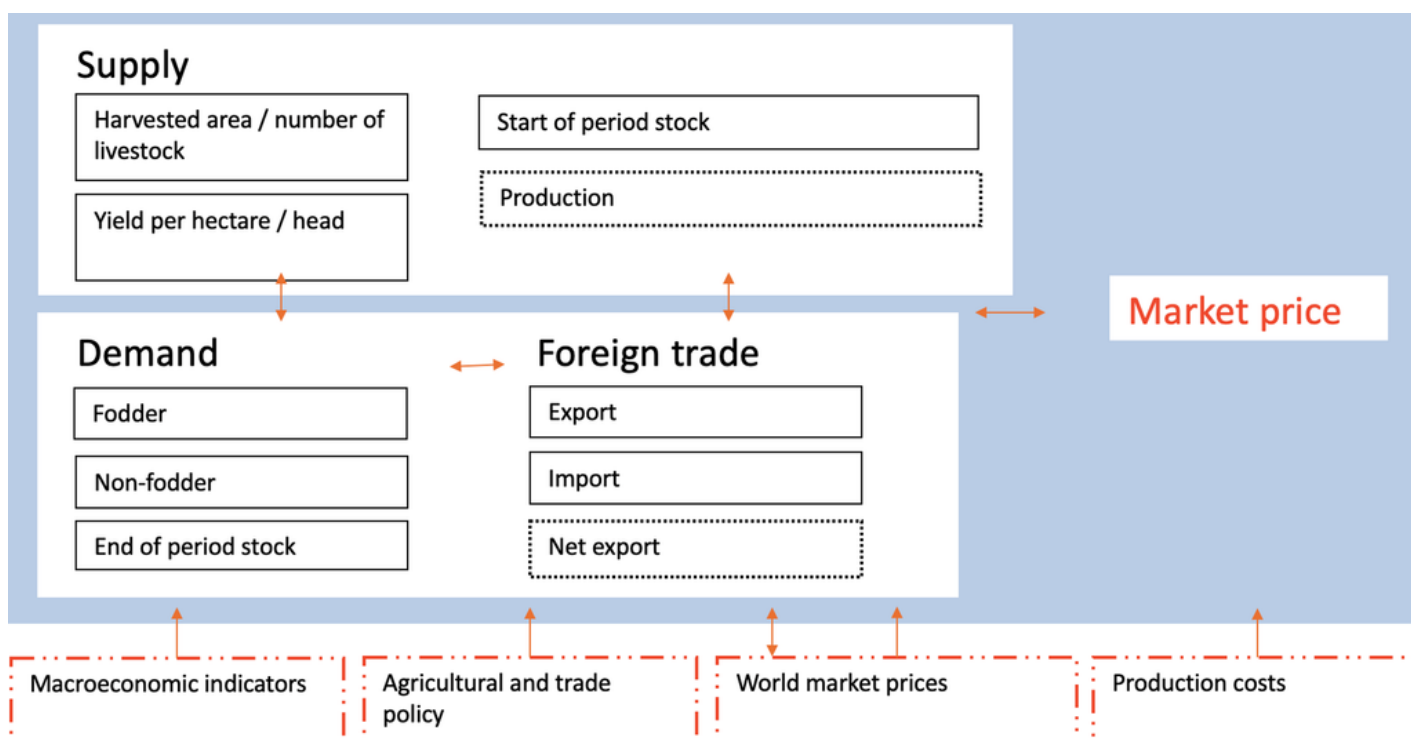 Supply
Harvested area / number of
livestock
Yield per hectare / head
Start of period stock
Production
Market price
Demand
Fodder
Non-fodder
End of period stock
Foreign trade
Export
Import
Net export
Macroeconomic indicators
Agricultural and trade
policy
World market prices
Production costs